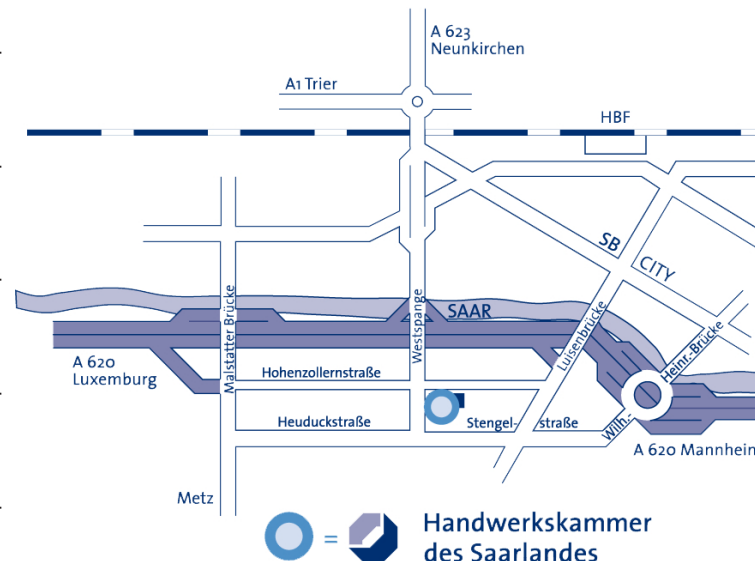 A 623
Neunkirchen
A1 Trier
HBF
SB
CITY
SAAR
Malstatter Brücke
Westspange
Luisenbrücke
Wilh.-
Heinr.-Brücke
A 620
Luxemburg
Hohenzollernstraße
Heuduckstraße
Stengel-
straße
A 620 Mannhein
Metz
=
Handwerkskammer
des Saarlandes